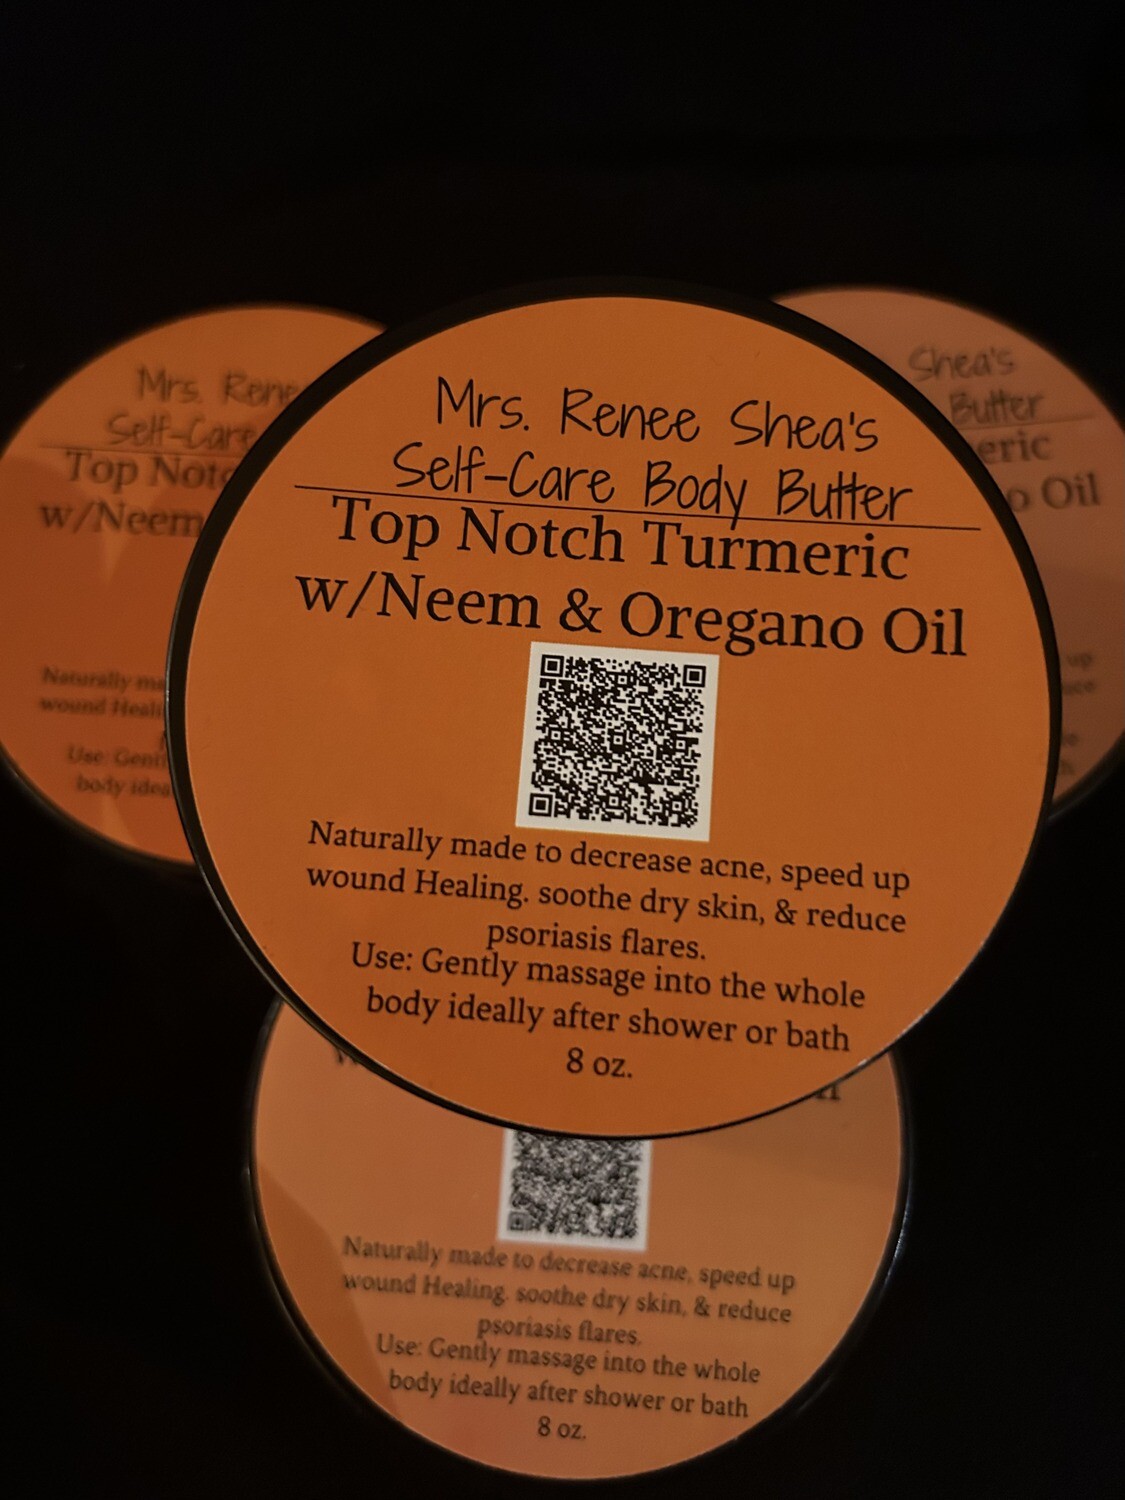 Mrs. Renee Shea's
Self-Care Body Butter
Top Notch Turmeric
w/Neem & Oregano Oil
Naturally made to decrease acne, speed up
wound Healing. soothe dry skin, & reduce
psoriasis flares.
Use: Gently massage into the whole
body ideally after shower or bath
8 oz.
Mrs.
Self-Care
Top
w/Neem
Naturally
wound
Use:
body
Shea's
Butter
Oil
Naturally made to decrease acne, speed up
wound Healing. soothe dry skin, & reduce
psoriasis flares.
Use: Gently massage into the whole
body ideally after shower or bath
8 oz.